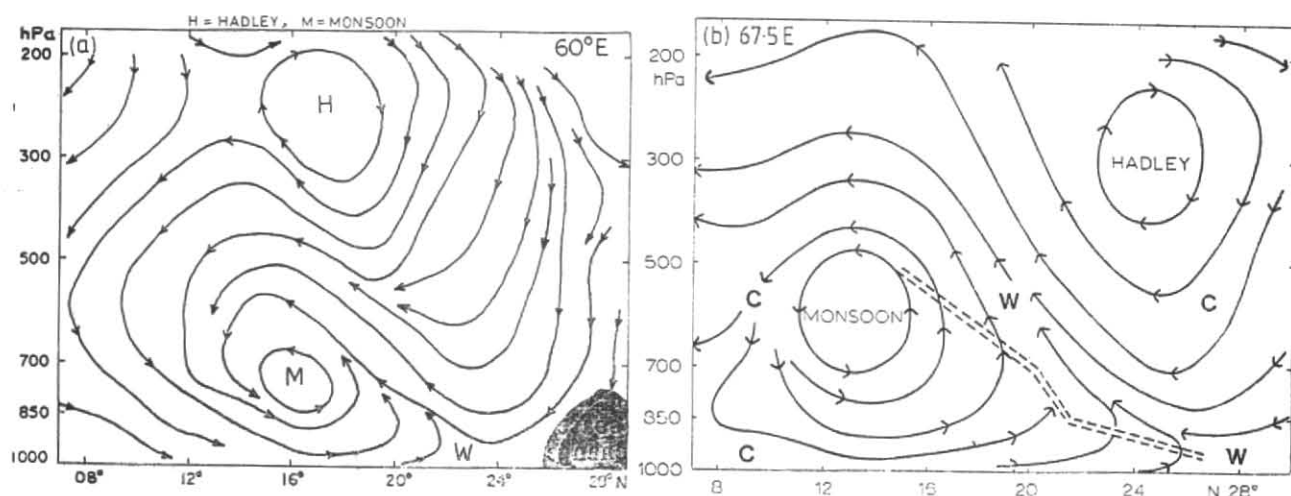 H = HADLEY, M = MONSOON
hPa
(a)
60°E
200
300
500
700
850
1000
H
M
W
08°
12°
16°
20°
24°
28°N
(b) 67·5E
200
hPa
300
500
700
850
1000
HADLEY
MONSOON
C
W
C
C
W
8
12
16
20
24
N 28°